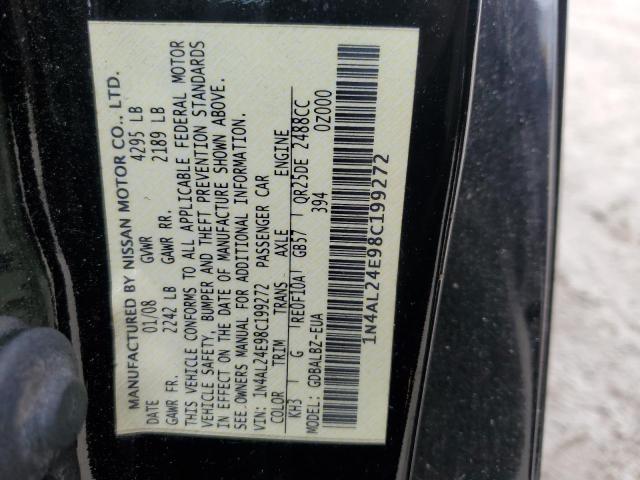 MANUFACTURED BY NISSAN MOTOR CO., LTD.
DATE 01/08 GVWR 4295 LB
GAWR FR. 2242 LB GAWR RR. 2189 LB
THIS VEHICLE CONFORMS TO ALL APPLICABLE FEDERAL MOTOR
VEHICLE SAFETY, BUMPER AND THEFT PREVENTION STANDARDS
IN EFFECT ON THE DATE OF MANUFACTURE SHOWN ABOVE.
SEE OWNERS MANUAL FOR ADDITIONAL INFORMATION.
VIN: 1N4AL24E98C199272 PASSENGER CAR
COLOR TRIM TRANS AXLE ENGINE
KH3 G RE0F10A GB57 QR25DE 2488CC
MODEL: GDBALBZ-EUA 394 0Z000
1N4AL24E98C199272